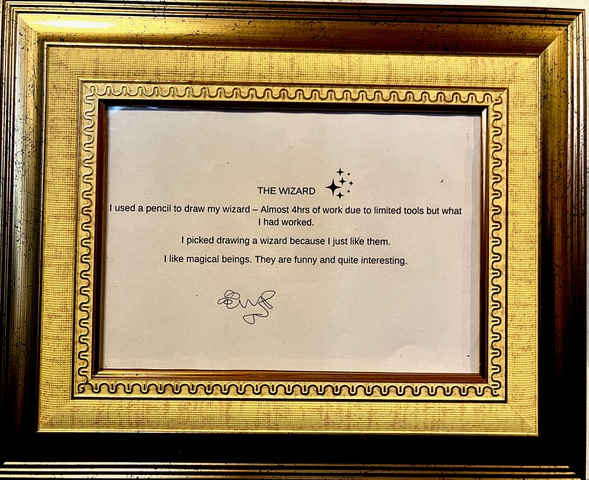 THE WIZARD
I used a pencil to draw my wizard – Almost 4hrs of work due to limited tools but what
I had worked.
I picked drawing a wizard because I just like them.
I like magical beings. They are funny and quite interesting.